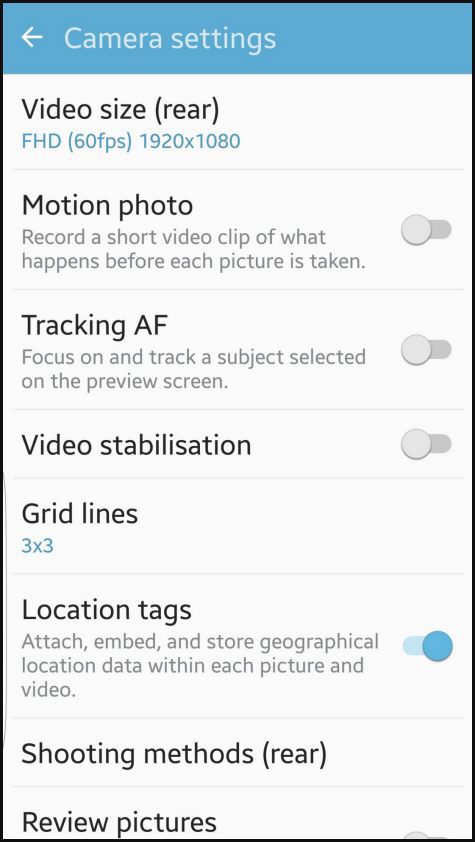 Camera settings
Video size (rear)
FHD (60fps) 1920x1080
Motion photo
Record a short video clip of what
happens before each picture is taken.
Tracking AF
Focus on and track a subject selected
on the preview screen.
Video stabilisation
Grid lines
3x3
Location tags
Attach, embed, and store geographical
location data within each picture and
video.
Shooting methods (rear)
Review pictures